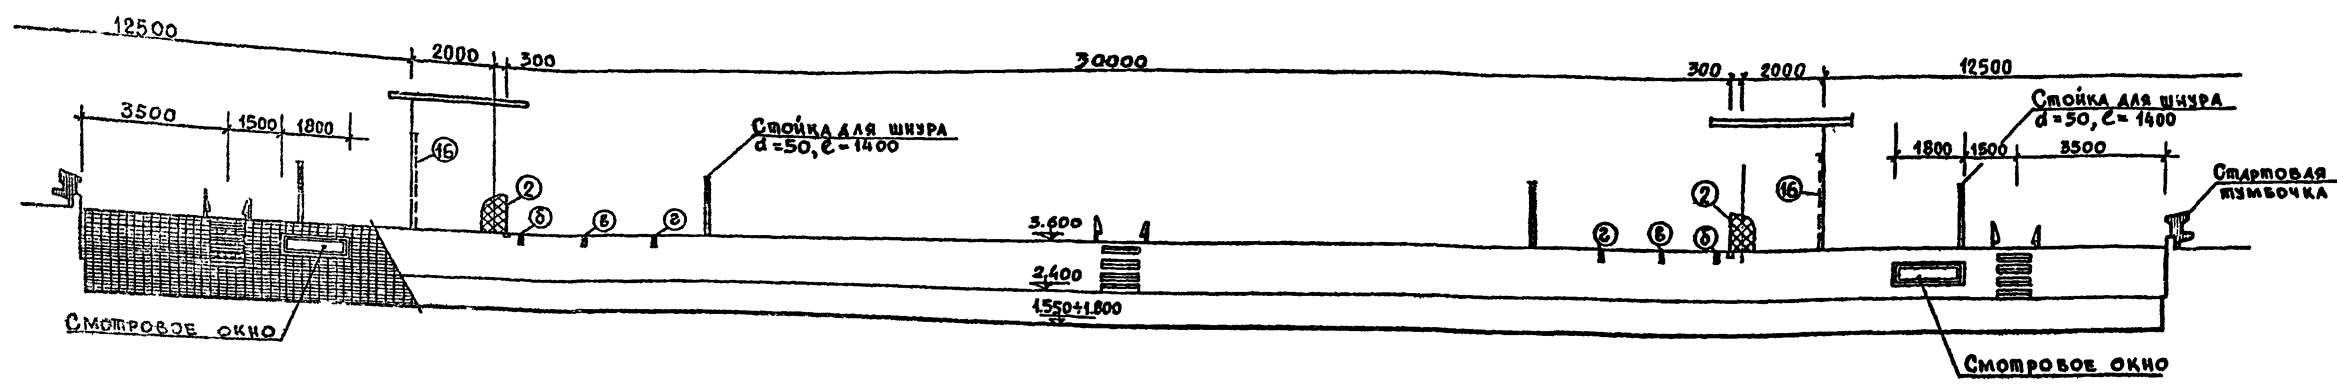 12500
2000
300
30000
300
2000
12500
3500
1500
1800
16
Стойка для шнура
d=50, ℓ=1400
Стойка для шнура
d=50, ℓ=1400
1800
1500
3500
Стартовая
тумбочка
2
б
в
г
3.600
2
16
г
в
б
2.400
1.550÷1.800
Смотровое окно
Смотровое окно